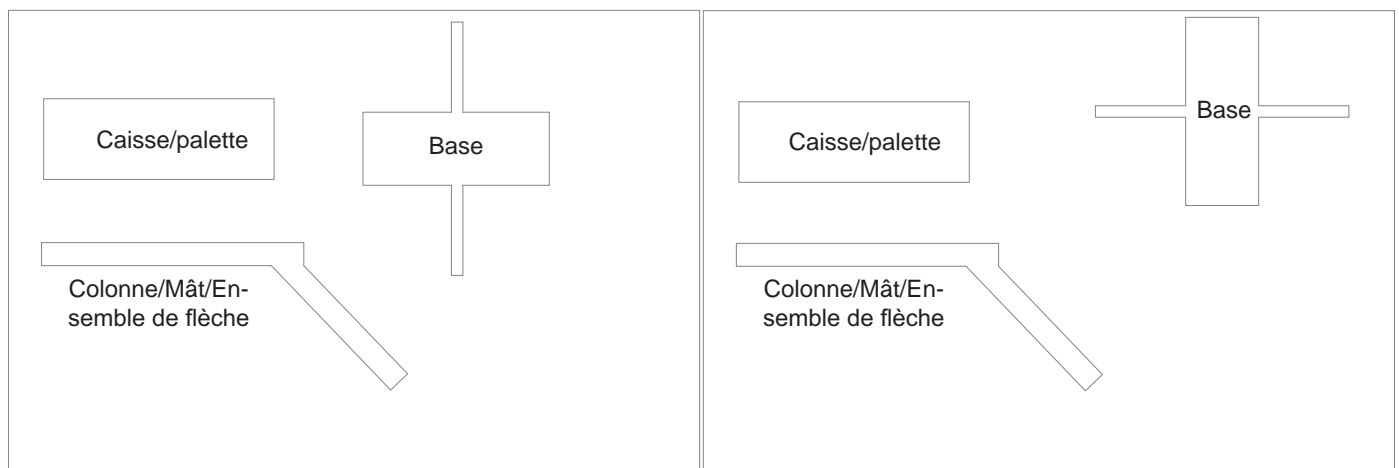 Caisse/palette
Base
Colonne/Mât/En-
semble de flèche
Base
Caisse/palette
Colonne/Mât/En-
semble de flèche